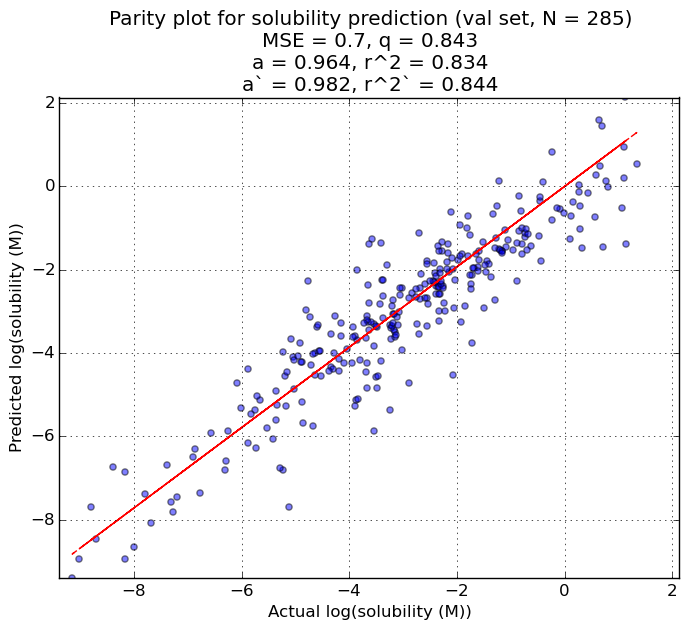 Parity plot for solubility prediction (val set, N = 285)
MSE = 0.7, q = 0.843
a = 0.964, r^2 = 0.834
a` = 0.982, r^2` = 0.844
2
0
−2
−4
−6
−8
Predicted log(solubility (M))
−8 −6 −4 −2 0 2
Actual log(solubility (M))